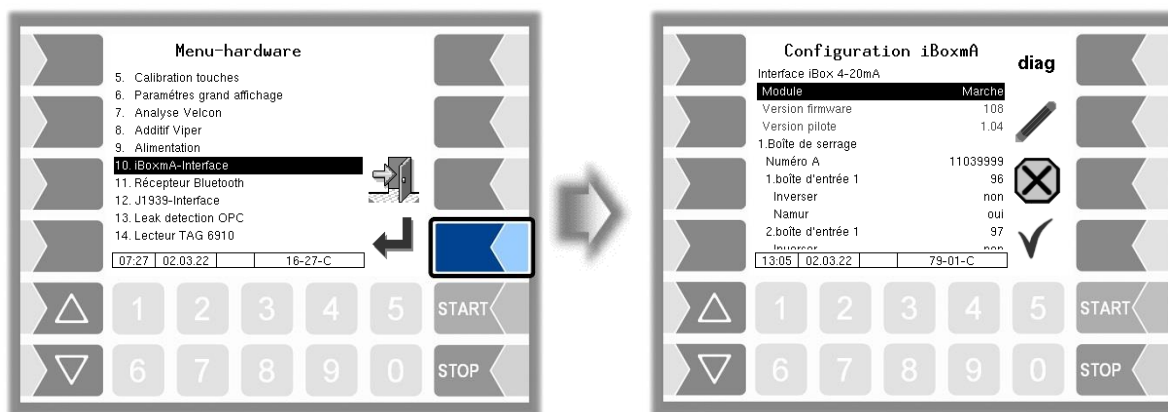 Menu-hardware
5. Calibration touches
6. Paramétres grand affichage
7. Analyse Velcon
8. Additif Viper
9. Alimentation
10. iBoxmA-Interface
11. Récepteur Bluetooth
12. J1939-Interface
13. Leak detection OPC
14. Lecteur TAG 6910
07:27 02.03.22 16-27-C
1 2 3 4 5 START
6 7 8 9 0 STOP
Configuration iBoxmA
diag
Interface iBox 4-20mA
Module Marche
Version firmware 108
Version pilote 1.04
1.Boîte de serrage
Numéro A 11039999
1.boîte d'entrée 1 96
Inverser non
Namur oui
2.boîte d'entrée 1 97
Inverser non
13:05 02.03.22 79-01-C
1 2 3 4 5 START
6 7 8 9 0 STOP